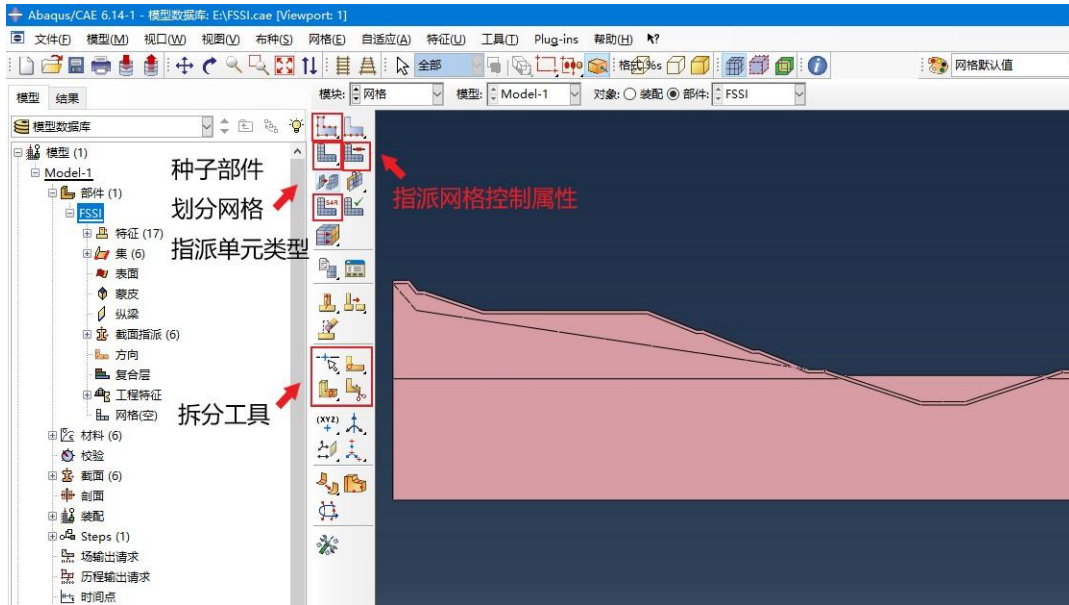 Abaqus/CAE 6.14-1 - 模型数据库: E:\FSSI.cae [Viewport: 1]
文件(F) 模型(M) 视口(W) 视图(V) 布种(S) 网格(E) 自适应(A) 特征(U) 工具(T) Plug-ins 帮助(H)
全部 网格默认值
模型 结果 模块: 网格 模型: Model-1 对象: 装配 部件: FSSI
模型数据库
模型 (1)
Model-1
部件 (1)
FSSI
特征 (17)
集 (6)
表面
蒙皮
纵梁
截面指派 (6)
方向
复合层
工程特征
网格(空)
材料 (6)
校验
截面 (6)
剖面
装配
Steps (1)
场输出请求
历程输出请求
时间点
种子部件
划分网格
指派单元类型
拆分工具
指派网格控制属性
(XYZ)